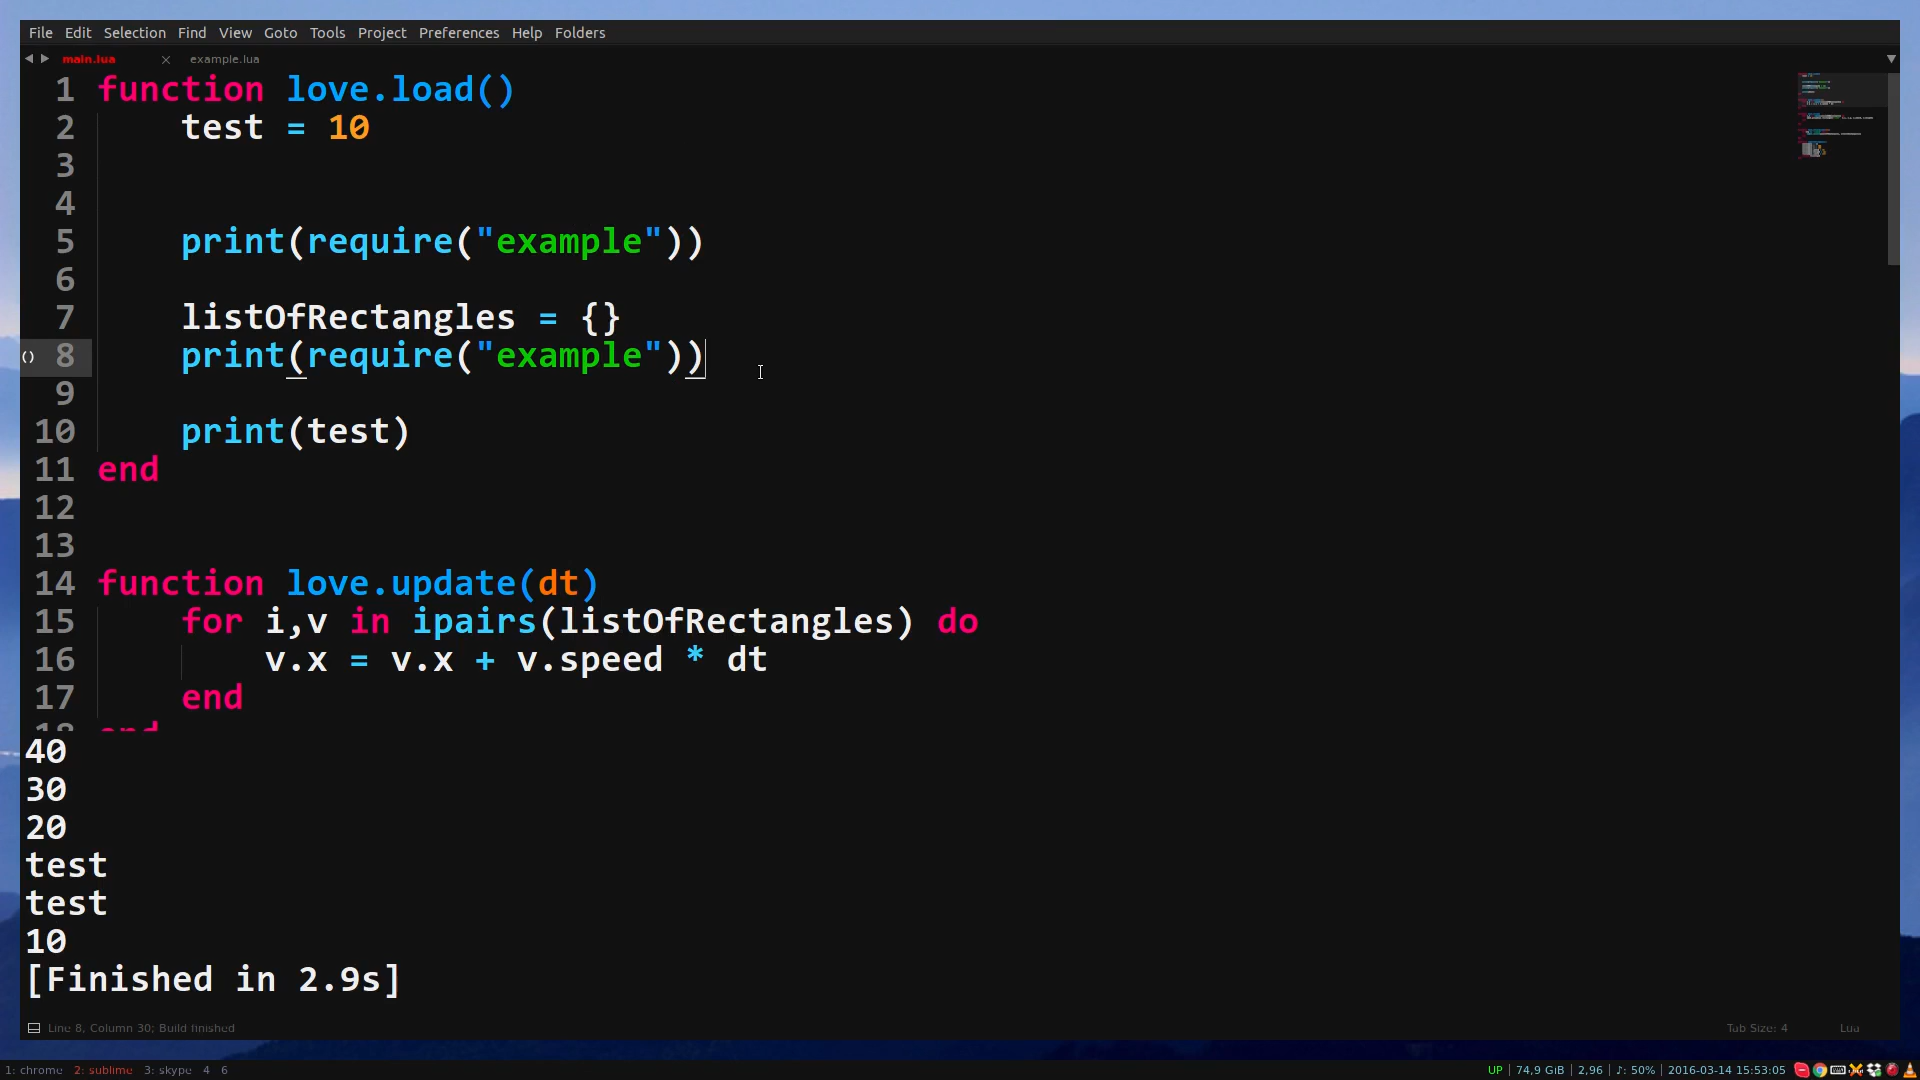 File Edit Selection Find View Goto Tools Project Preferences Help Folders
main.lua example.lua
1 function love.load()
2 test = 10
3
4
5 print(require("example"))
6
7 listOfRectangles = {}
8 print(require("example"))
9
10 print(test)
11 end
12
13
14 function love.update(dt)
15 for i,v in ipairs(listOfRectangles) do
16 v.x = v.x + v.speed * dt
17 end
18 end
40
30
20
test
test
10
[Finished in 2.9s]
Line 8, Column 30; Build finished Tab Size: 4 Lua
1: chrome 2: sublime 3: skype 4 6 UP | 74,9 GiB | 2,96 | ♪: 50% | 2016-03-14 15:53:05